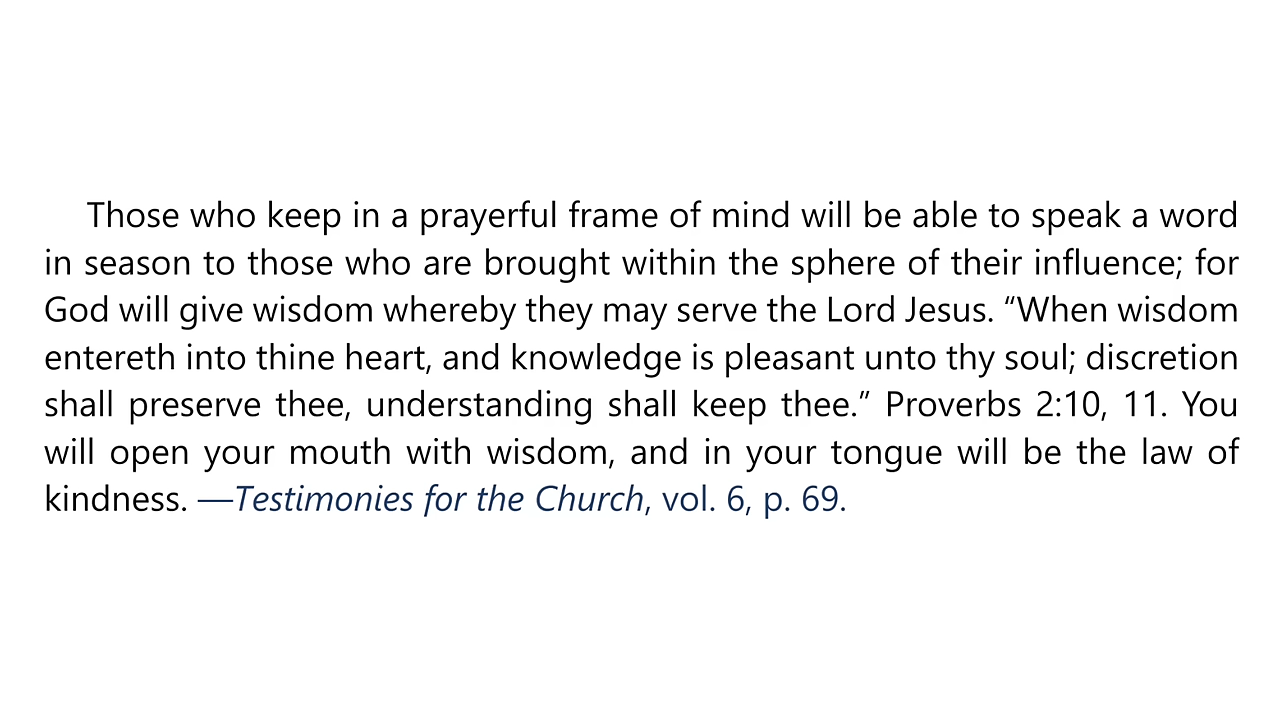 Those who keep in a prayerful frame of mind will be able to speak a word
in season to those who are brought within the sphere of their influence; for
God will give wisdom whereby they may serve the Lord Jesus. “When wisdom
entereth into thine heart, and knowledge is pleasant unto thy soul; discretion
shall preserve thee, understanding shall keep thee.” Proverbs 2:10, 11. You
will open your mouth with wisdom, and in your tongue will be the law of
kindness. —Testimonies for the Church, vol. 6, p. 69.